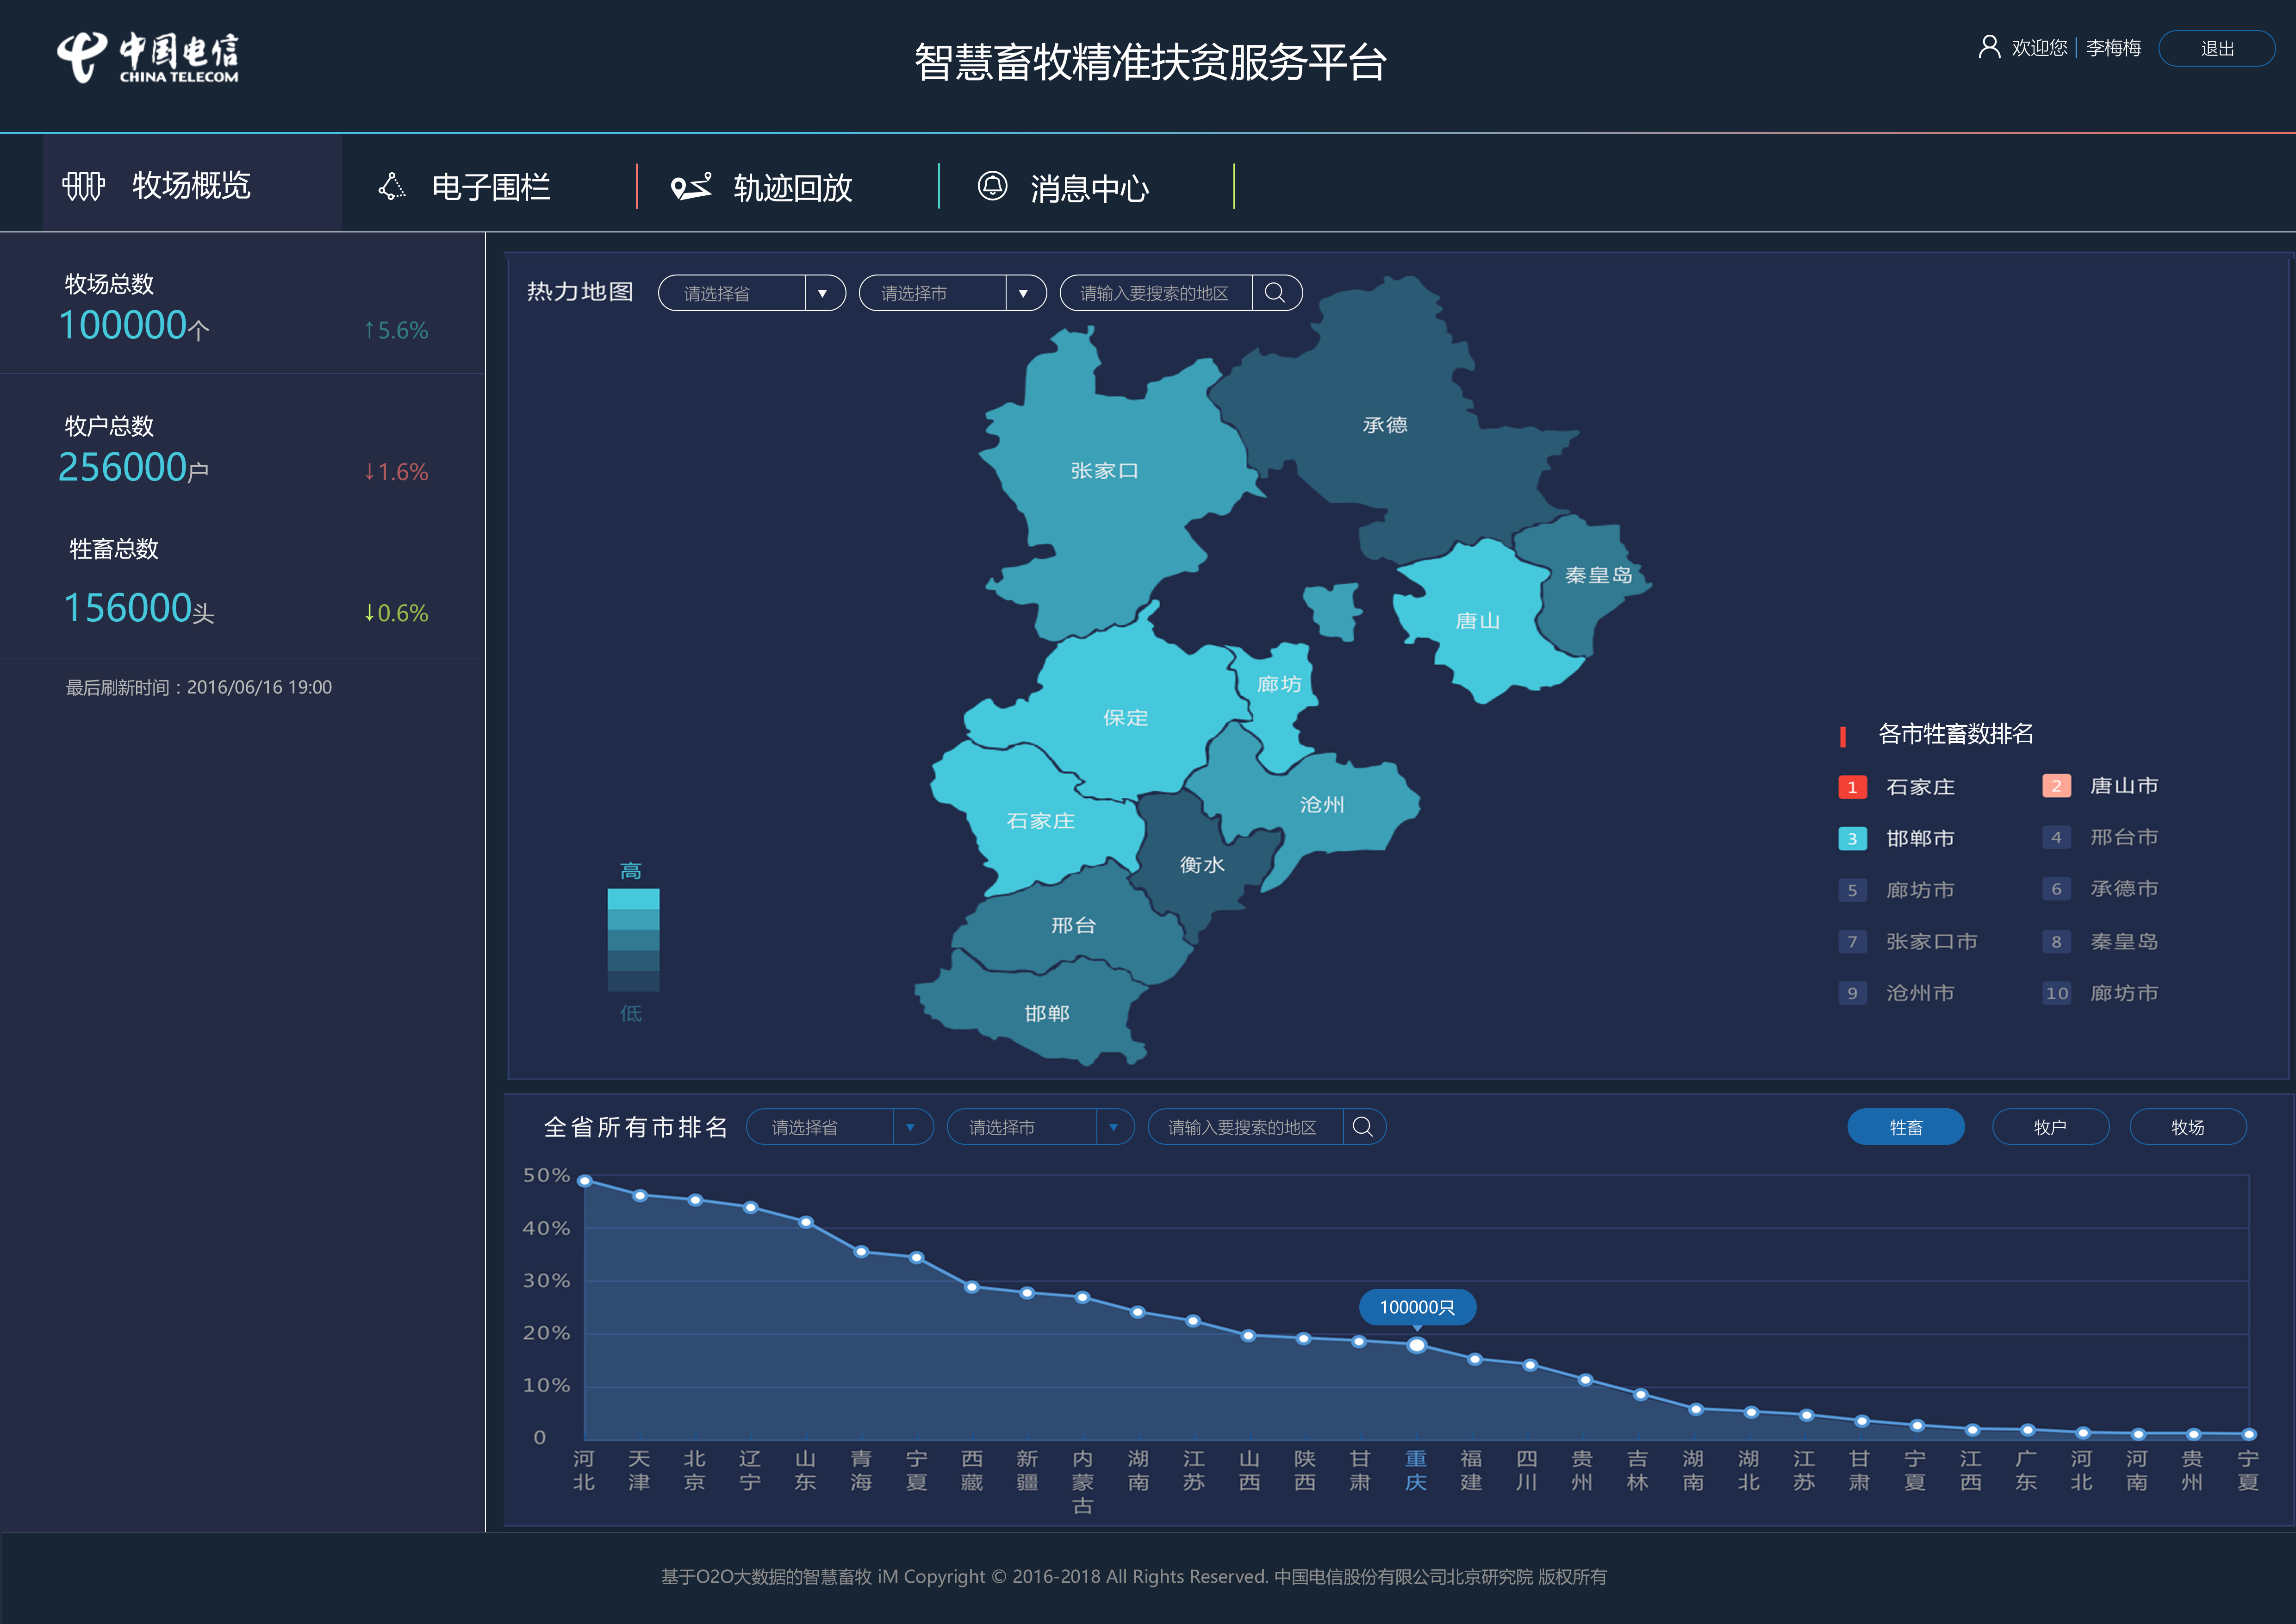 中国电信
CHINA TELECOM
智慧畜牧精准扶贫服务平台
欢迎您 | 李梅梅
退出
牧场概览
电子围栏
轨迹回放
消息中心
牧场总数
100000个
↑5.6%
牧户总数
256000户
↓1.6%
牲畜总数
156000头
↓0.6%
最后刷新时间：2016/06/16 19:00
热力地图
请选择省
▼
请选择市
▼
请输入要搜索的地区
承德
张家口
秦皇岛
唐山
廊坊
保定
沧州
石家庄
衡水
邢台
邯郸
高
低
各市牲畜数排名
1 石家庄
2 唐山市
3 邯郸市
4 邢台市
5 廊坊市
6 承德市
7 张家口市
8 秦皇岛
9 沧州市
10 廊坊市
全省所有市排名
请选择省
▼
请选择市
▼
请输入要搜索的地区
牲畜
牧户
牧场
50%
40%
30%
20%
10%
0
100000只
河北
天津
北京
辽宁
山东
青海
宁夏
西藏
新疆
内蒙古
湖南
江苏
山西
陕西
甘肃
重庆
福建
四川
贵州
吉林
湖南
湖北
江苏
甘肃
宁夏
江西
广东
河北
河南
贵州
宁夏
基于O2O大数据的智慧畜牧 iM Copyright © 2016-2018 All Rights Reserved. 中国电信股份有限公司北京研究院 版权所有